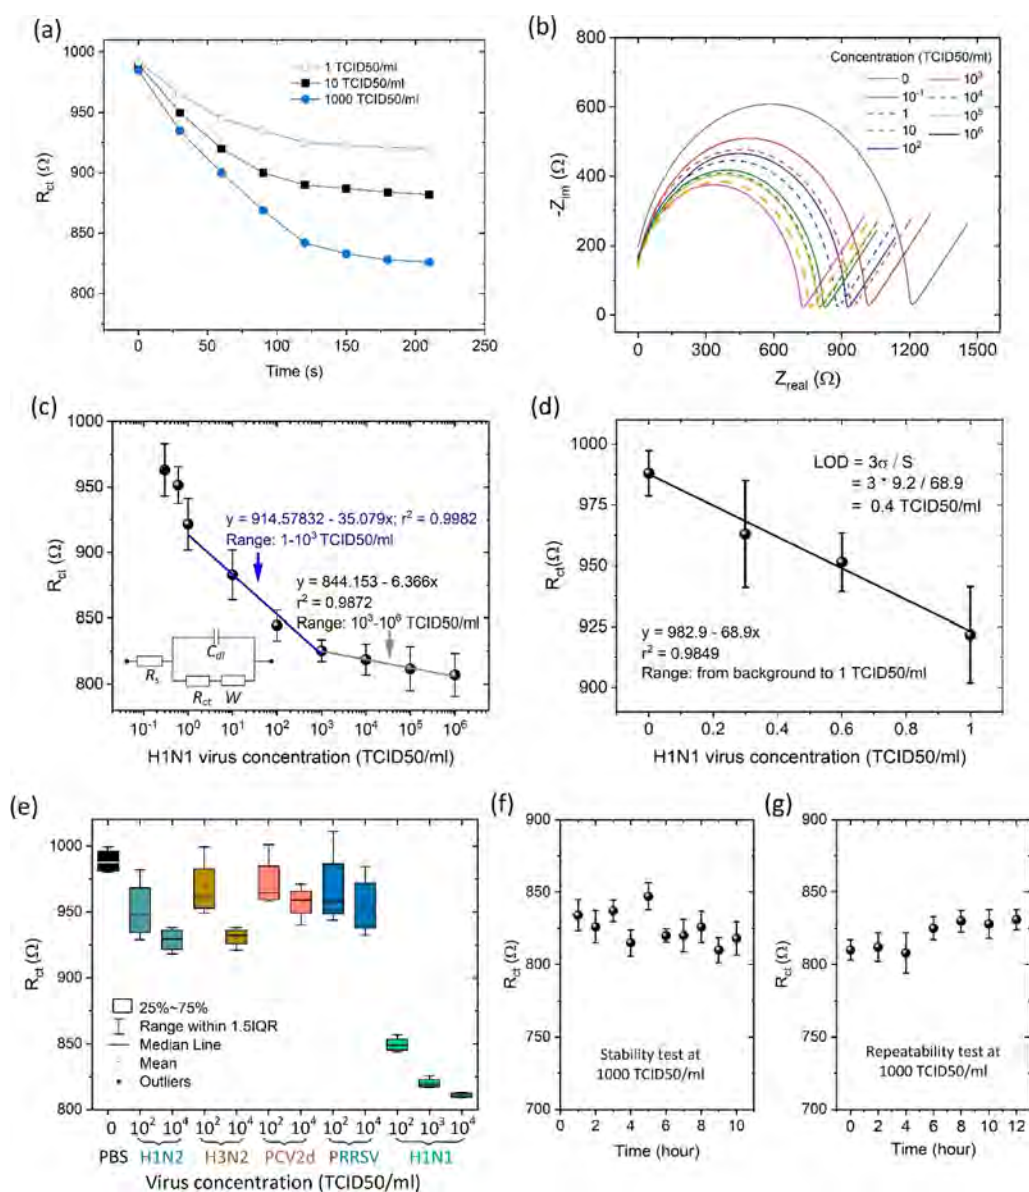 (a)
1000
950
900
850
800
R_ct (Ω)
1 TCID50/ml
10 TCID50/ml
1000 TCID50/ml
0 50 100 150 200 250
Time (s)
(b)
800
600
400
200
0
-Z_im (Ω)
Concentration (TCID50/ml)
0 10³
10⁻¹ 10⁴
1 10⁵
10 10⁶
10²
0 300 600 900 1200 1500
Z_real (Ω)
(c)
1000
950
900
850
800
R_ct (Ω)
y = 914.57832 - 35.079x; r² = 0.9982
Range: 1-10³ TCID50/ml
y = 844.153 - 6.366x
r² = 0.9872
Range: 10³-10⁶ TCID50/ml
C_dl
R_s
R_ct W
10⁻¹ 10⁰ 10¹ 10² 10³ 10⁴ 10⁵ 10⁶
H1N1 virus concentration (TCID50/ml)
(d)
1000
975
950
925
900
R_ct(Ω)
LOD = 3σ / S
= 3 * 9.2 / 68.9
= 0.4 TCID50/ml
y = 982.9 - 68.9x
r² = 0.9849
Range: from background to 1 TCID50/ml
0 0.2 0.4 0.6 0.8 1
H1N1 virus concentration (TCID50/ml)
(e)
1000
950
900
850
800
R_ct (Ω)
25%~75%
Range within 1.5IQR
Median Line
Mean
Outliers
0 10² 10⁴ 10² 10⁴ 10² 10⁴ 10² 10⁴ 10² 10³ 10⁴
PBS H1N2 H3N2 PCV2d PRRSV H1N1
Virus concentration (TCID50/ml)
(f)
900
850
800
750
700
R_ct (Ω)
Stability test at
1000 TCID50/ml
0 2 4 6 8 10
Time (hour)
(g)
900
850
800
750
700
R_ct (Ω)
Repeatability test at
1000 TCID50/ml
0 2 4 6 8 10 12
Time (hour)